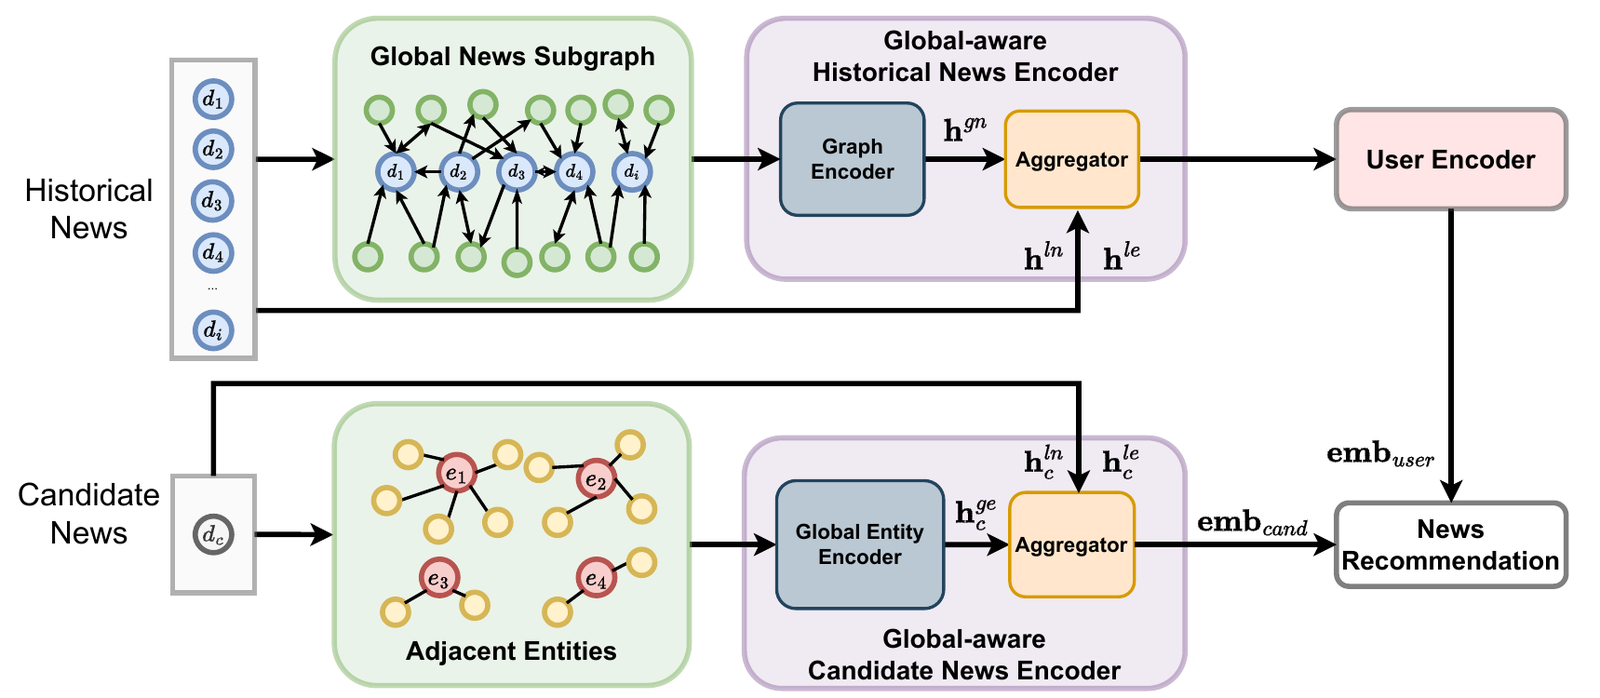 Historical
News
d1
d2
d3
d4
...
di
Global News Subgraph
d1
d2
d3
d4
di
Global-aware
Historical News Encoder
Graph
Encoder
h^gn
Aggregator
h^ln h^le
User Encoder
Candidate
News
dc
e1
e2
e3
e4
Adjacent Entities
h_c^ln h_c^le
Global Entity
Encoder
h_c^ge
Aggregator
Global-aware
Candidate News Encoder
emb_user
emb_cand
News
Recommendation